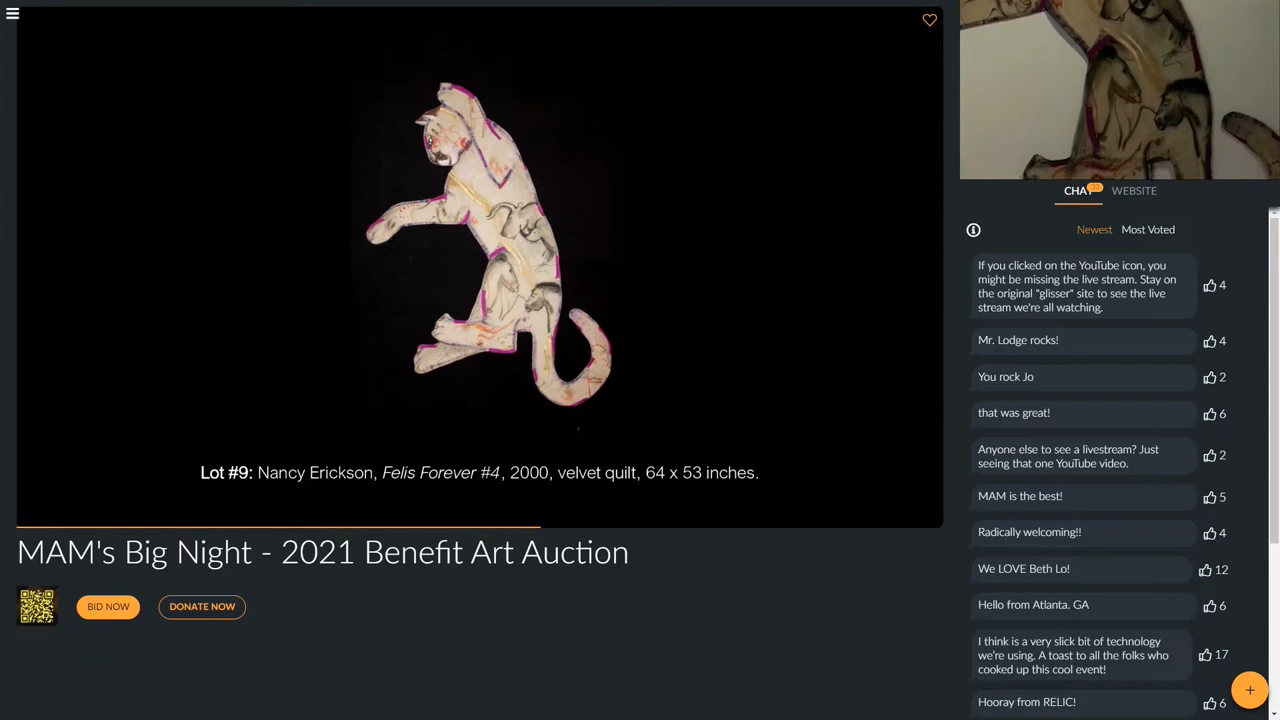 Lot #9: Nancy Erickson, Felis Forever #4, 2000, velvet quilt, 64 x 53 inches.
MAM's Big Night - 2021 Benefit Art Auction
BID NOW
DONATE NOW
CHAT
WEBSITE
Newest
Most Voted
If you clicked on the YouTube icon, you
might be missing the live stream. Stay on
the original "glisser" site to see the live
stream we're all watching.
4
Mr. Lodge rocks!
4
You rock Jo
2
that was great!
6
Anyone else to see a livestream? Just
seeing that one YouTube video.
2
MAM is the best!
5
Radically welcoming!!
4
We LOVE Beth Lo!
12
Hello from Atlanta. GA
6
I think is a very slick bit of technology
we're using. A toast to all the folks who
cooked up this cool event!
17
Hooray from RELIC!
6